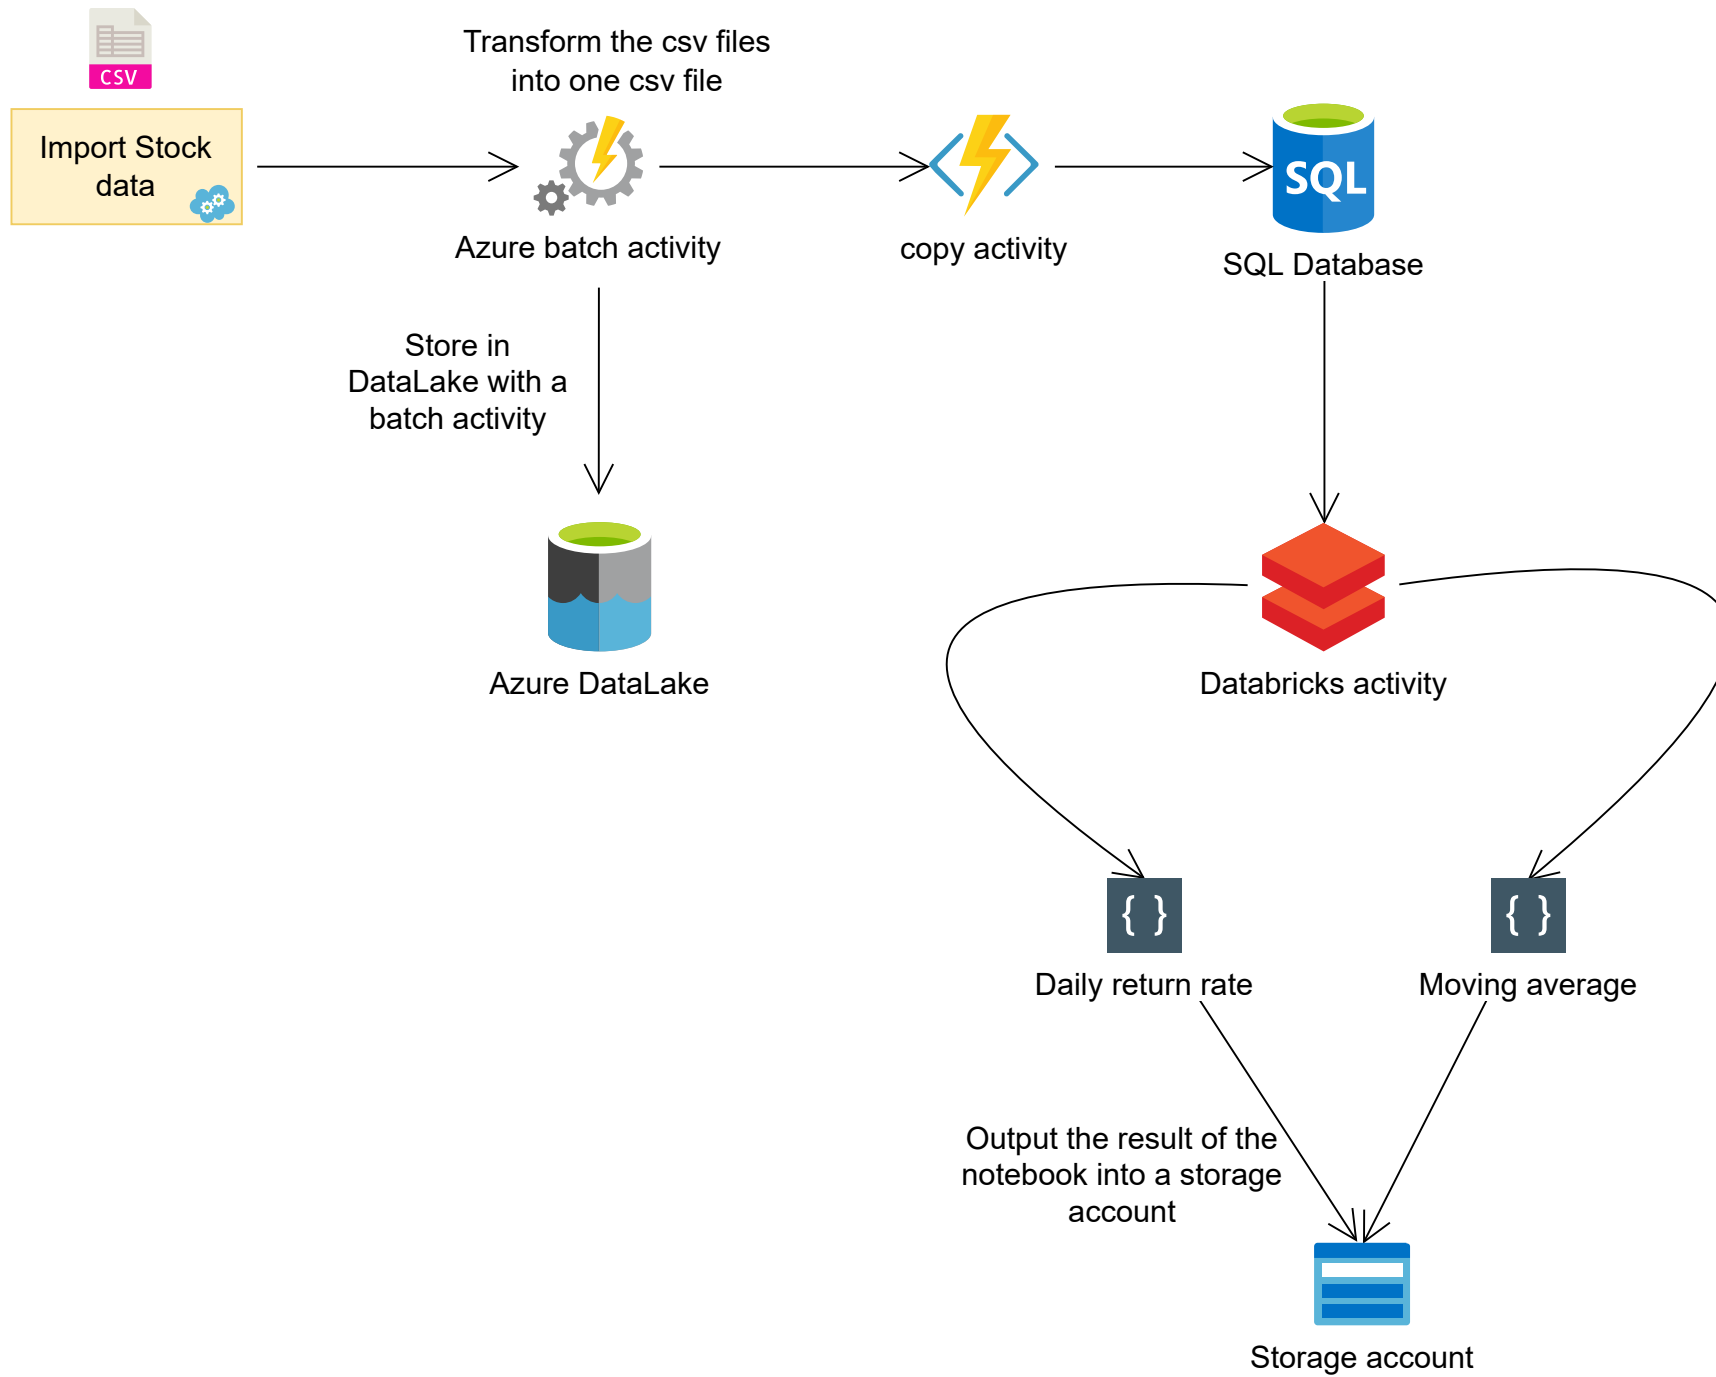 CSV
Import Stock
data
Transform the csv files
into one csv file
Azure batch activity
copy activity
SQL
SQL Database
Store in
DataLake with a
batch activity
Azure DataLake
Databricks activity
{ }
Daily return rate
{ }
Moving average
Output the result of the
notebook into a storage
account
Storage account